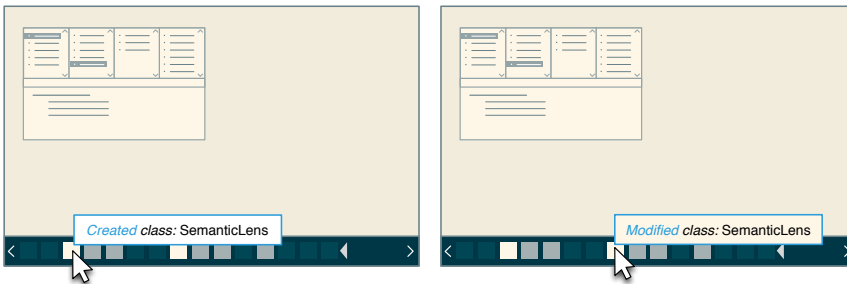 Created class: SemanticLens
Modified class: SemanticLens